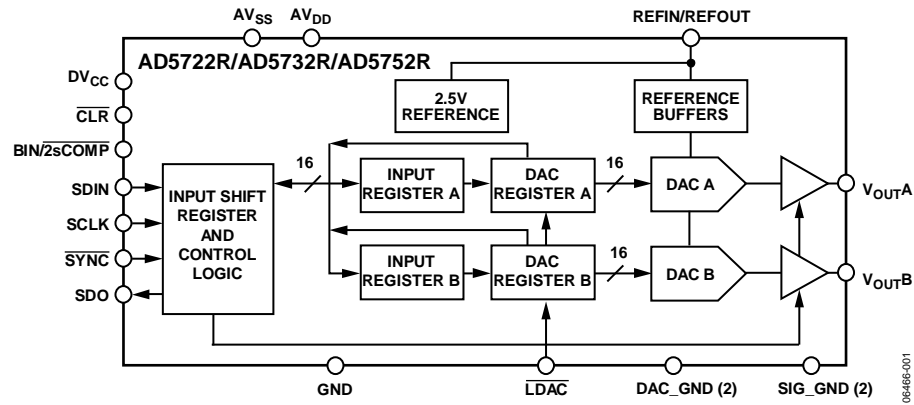 AVSS
AVDD
REFIN/REFOUT
AD5722R/AD5732R/AD5752R
DVCC
CLR
BIN/2sCOMP
SDIN
SCLK
SYNC
SDO
INPUT SHIFT
REGISTER
AND
CONTROL
LOGIC
2.5V
REFERENCE
REFERENCE
BUFFERS
16
INPUT
REGISTER A
DAC
REGISTER A
16
DAC A
VOUTA
INPUT
REGISTER B
DAC
REGISTER B
16
DAC B
VOUTB
GND
LDAC
DAC_GND (2)
SIG_GND (2)
06466-001